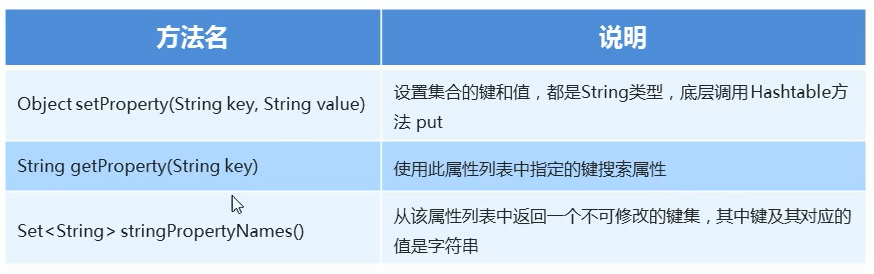 方法名
说明
Object setProperty(String key, String value)
设置集合的键和值，都是String类型，底层调用Hashtable方
法 put
String getProperty(String key)
使用此属性列表中指定的键搜索属性
Set<String> stringPropertyNames()
从该属性列表中返回一个不可修改的键集，其中键及其对应的
值是字符串